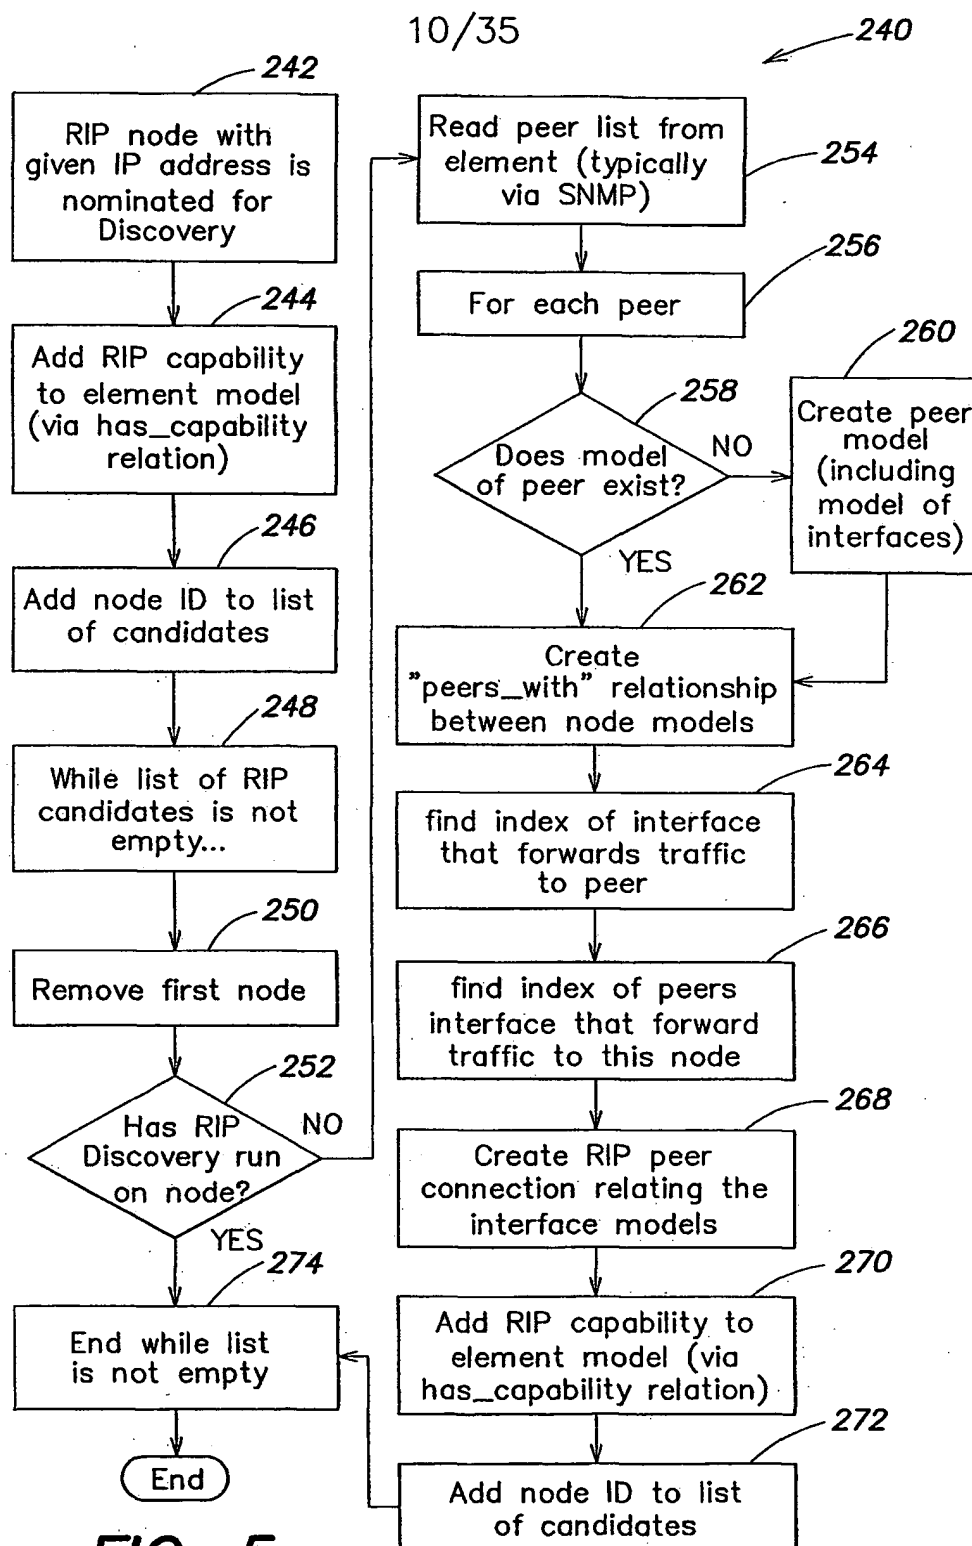 10/35
240
242
RIP node with
given IP address is
nominated for
Discovery
244
Add RIP capability
to element model
(via has_capability
relation)
246
Add node ID to list
of candidates
248
While list of RIP
candidates is not
empty...
250
Remove first node
252
Has RIP
Discovery run
on node?
NO
YES
274
End while list
is not empty
End
254
Read peer list from
element (typically
via SNMP)
256
For each peer
258
Does model
of peer exist?
NO
YES
260
Create peer
model
(including
model of
interfaces)
262
Create
"peers_with" relationship
between node models
264
find index of interface
that forwards traffic
to peer
266
find index of peers
interface that forward
traffic to this node
268
Create RIP peer
connection relating the
interface models
270
Add RIP capability to
element model (via
has_capability relation)
272
Add node ID to list
of candidates
FIG. 5